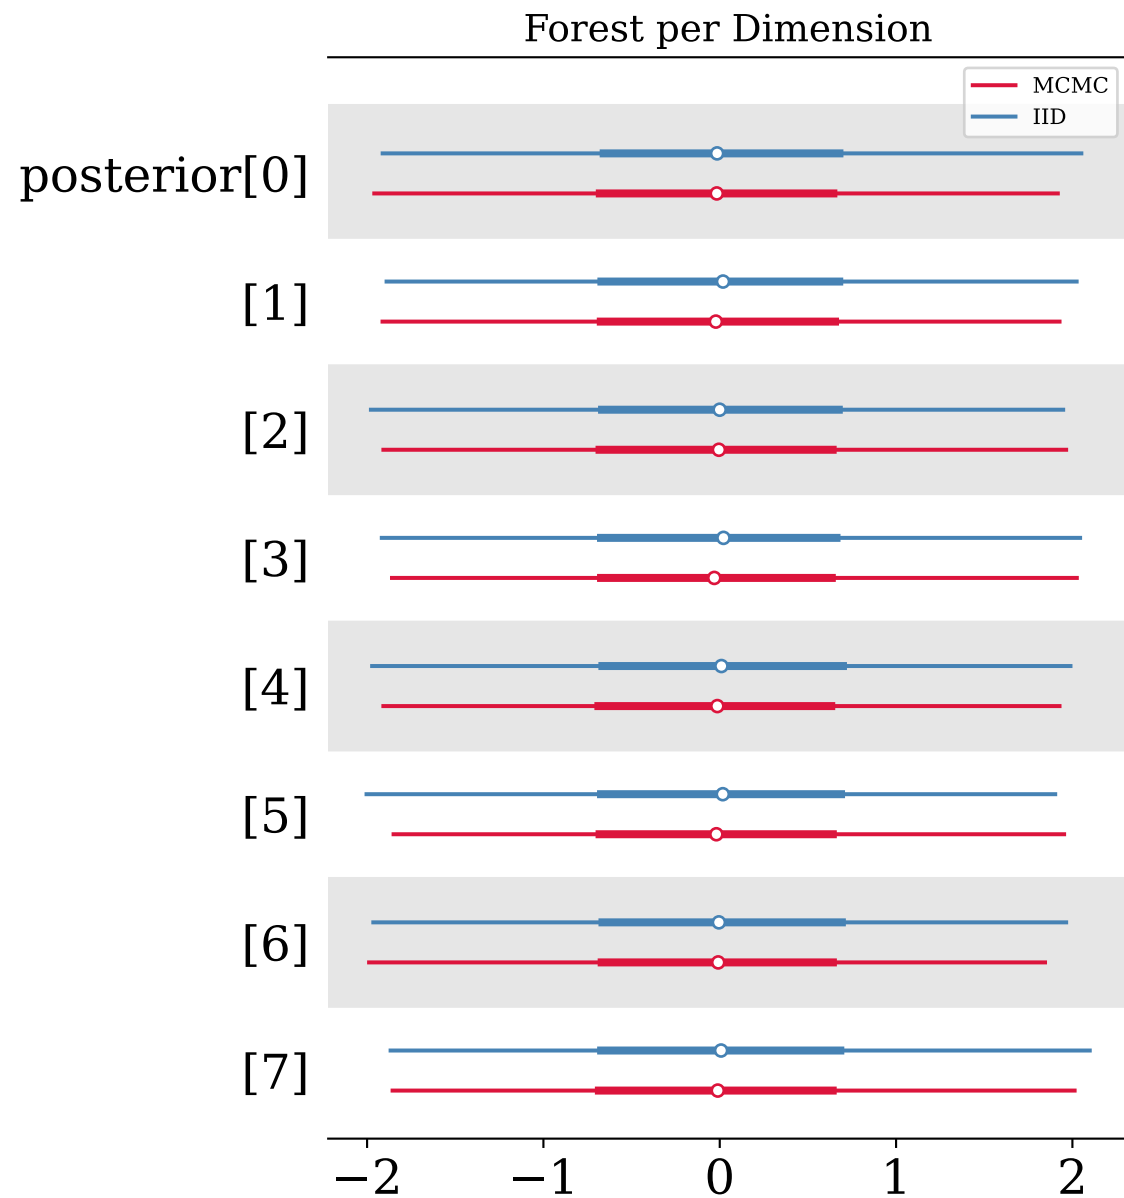 Forest per Dimension
MCMC
IID
posterior[0]
[1]
[2]
[3]
[4]
[5]
[6]
[7]
−2 −1 0 1 2